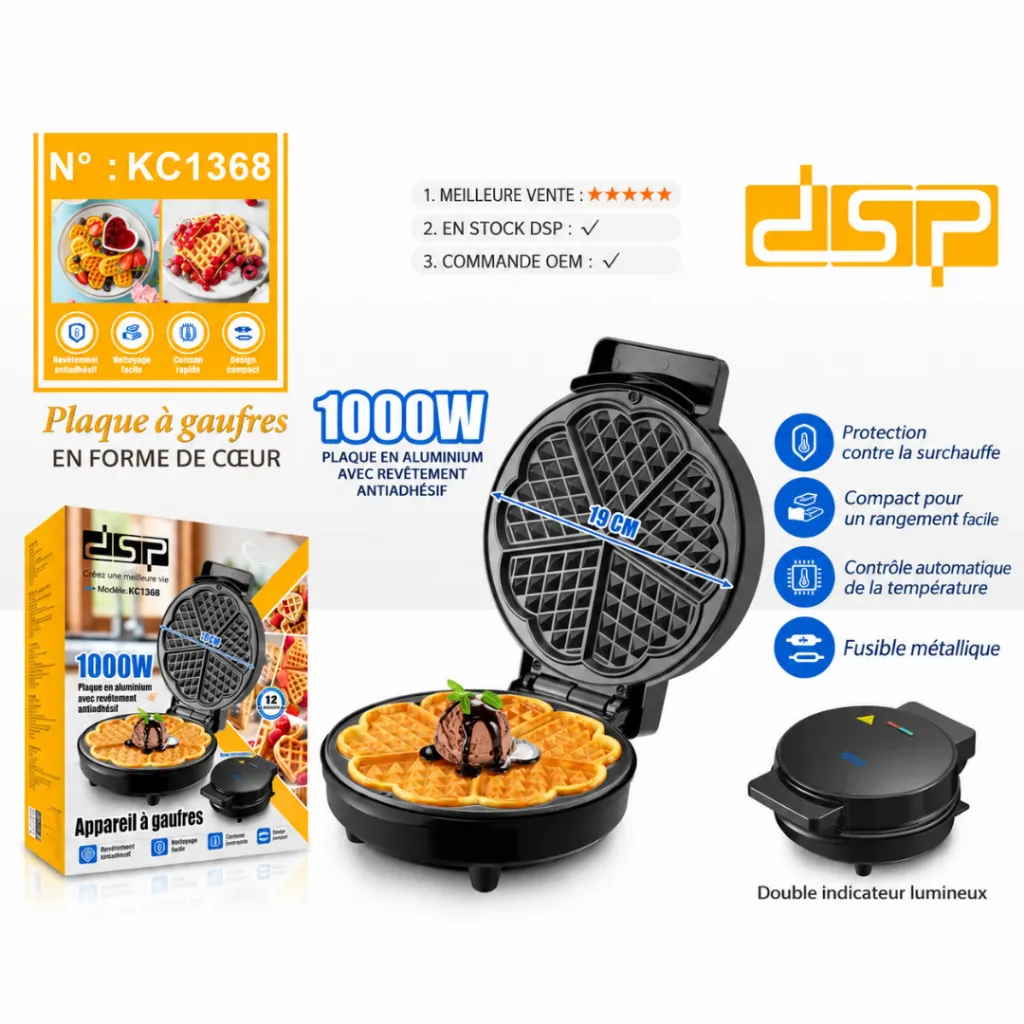 N° : KC1368
Revêtement
antiadhésif
Nettoyage
facile
Cuisson
rapide
Design
compact
Plaque à gaufres
EN FORME DE CŒUR
1. MEILLEURE VENTE : ★★★★★
2. EN STOCK DSP : ✓
3. COMMANDE OEM : ✓
dsp
1000W
PLAQUE EN ALUMINIUM
AVEC REVÊTEMENT
ANTIADHÉSIF
19 CM
Protection
contre la surchauffe
Compact pour
un rangement facile
Contrôle automatique
de la température
Fusible métallique
Double indicateur lumineux
dsp
Créez une meilleure vie
Modèle: KC1368
1000W
Plaque en aluminium
avec revêtement
antiadhésif
12
Appareil à gaufres
Nettoyage
facile